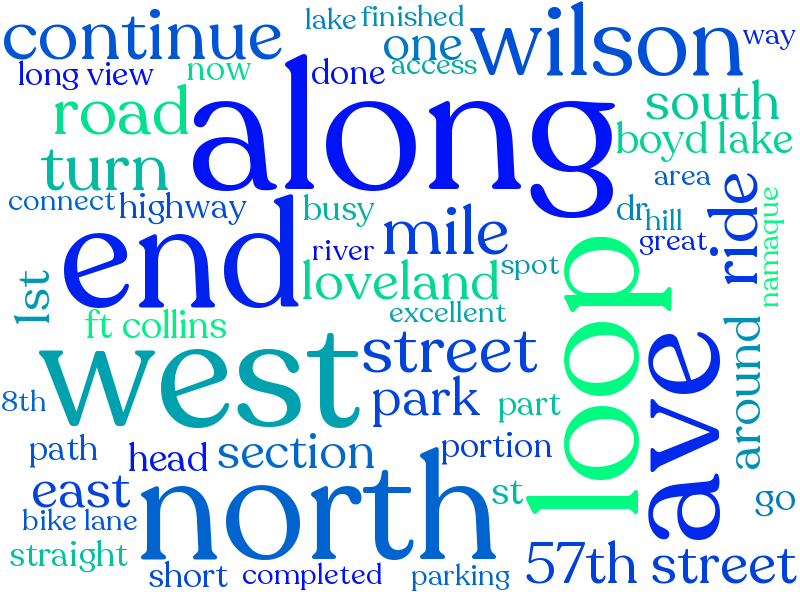 lake
finished
continue
one
wilson
way
long view
now
done
access
road
along
south
turn
boyd lake
area
connect
highway
busy
dr
hill
ride
namaque
end
river
mile
great
loveland
spot
loop
1st
ft collins
excellent
west
street
ave
around
8th
park
part
path
head
section
portion
east
north
st
go
bike lane
straight
short
completed
parking
57th street